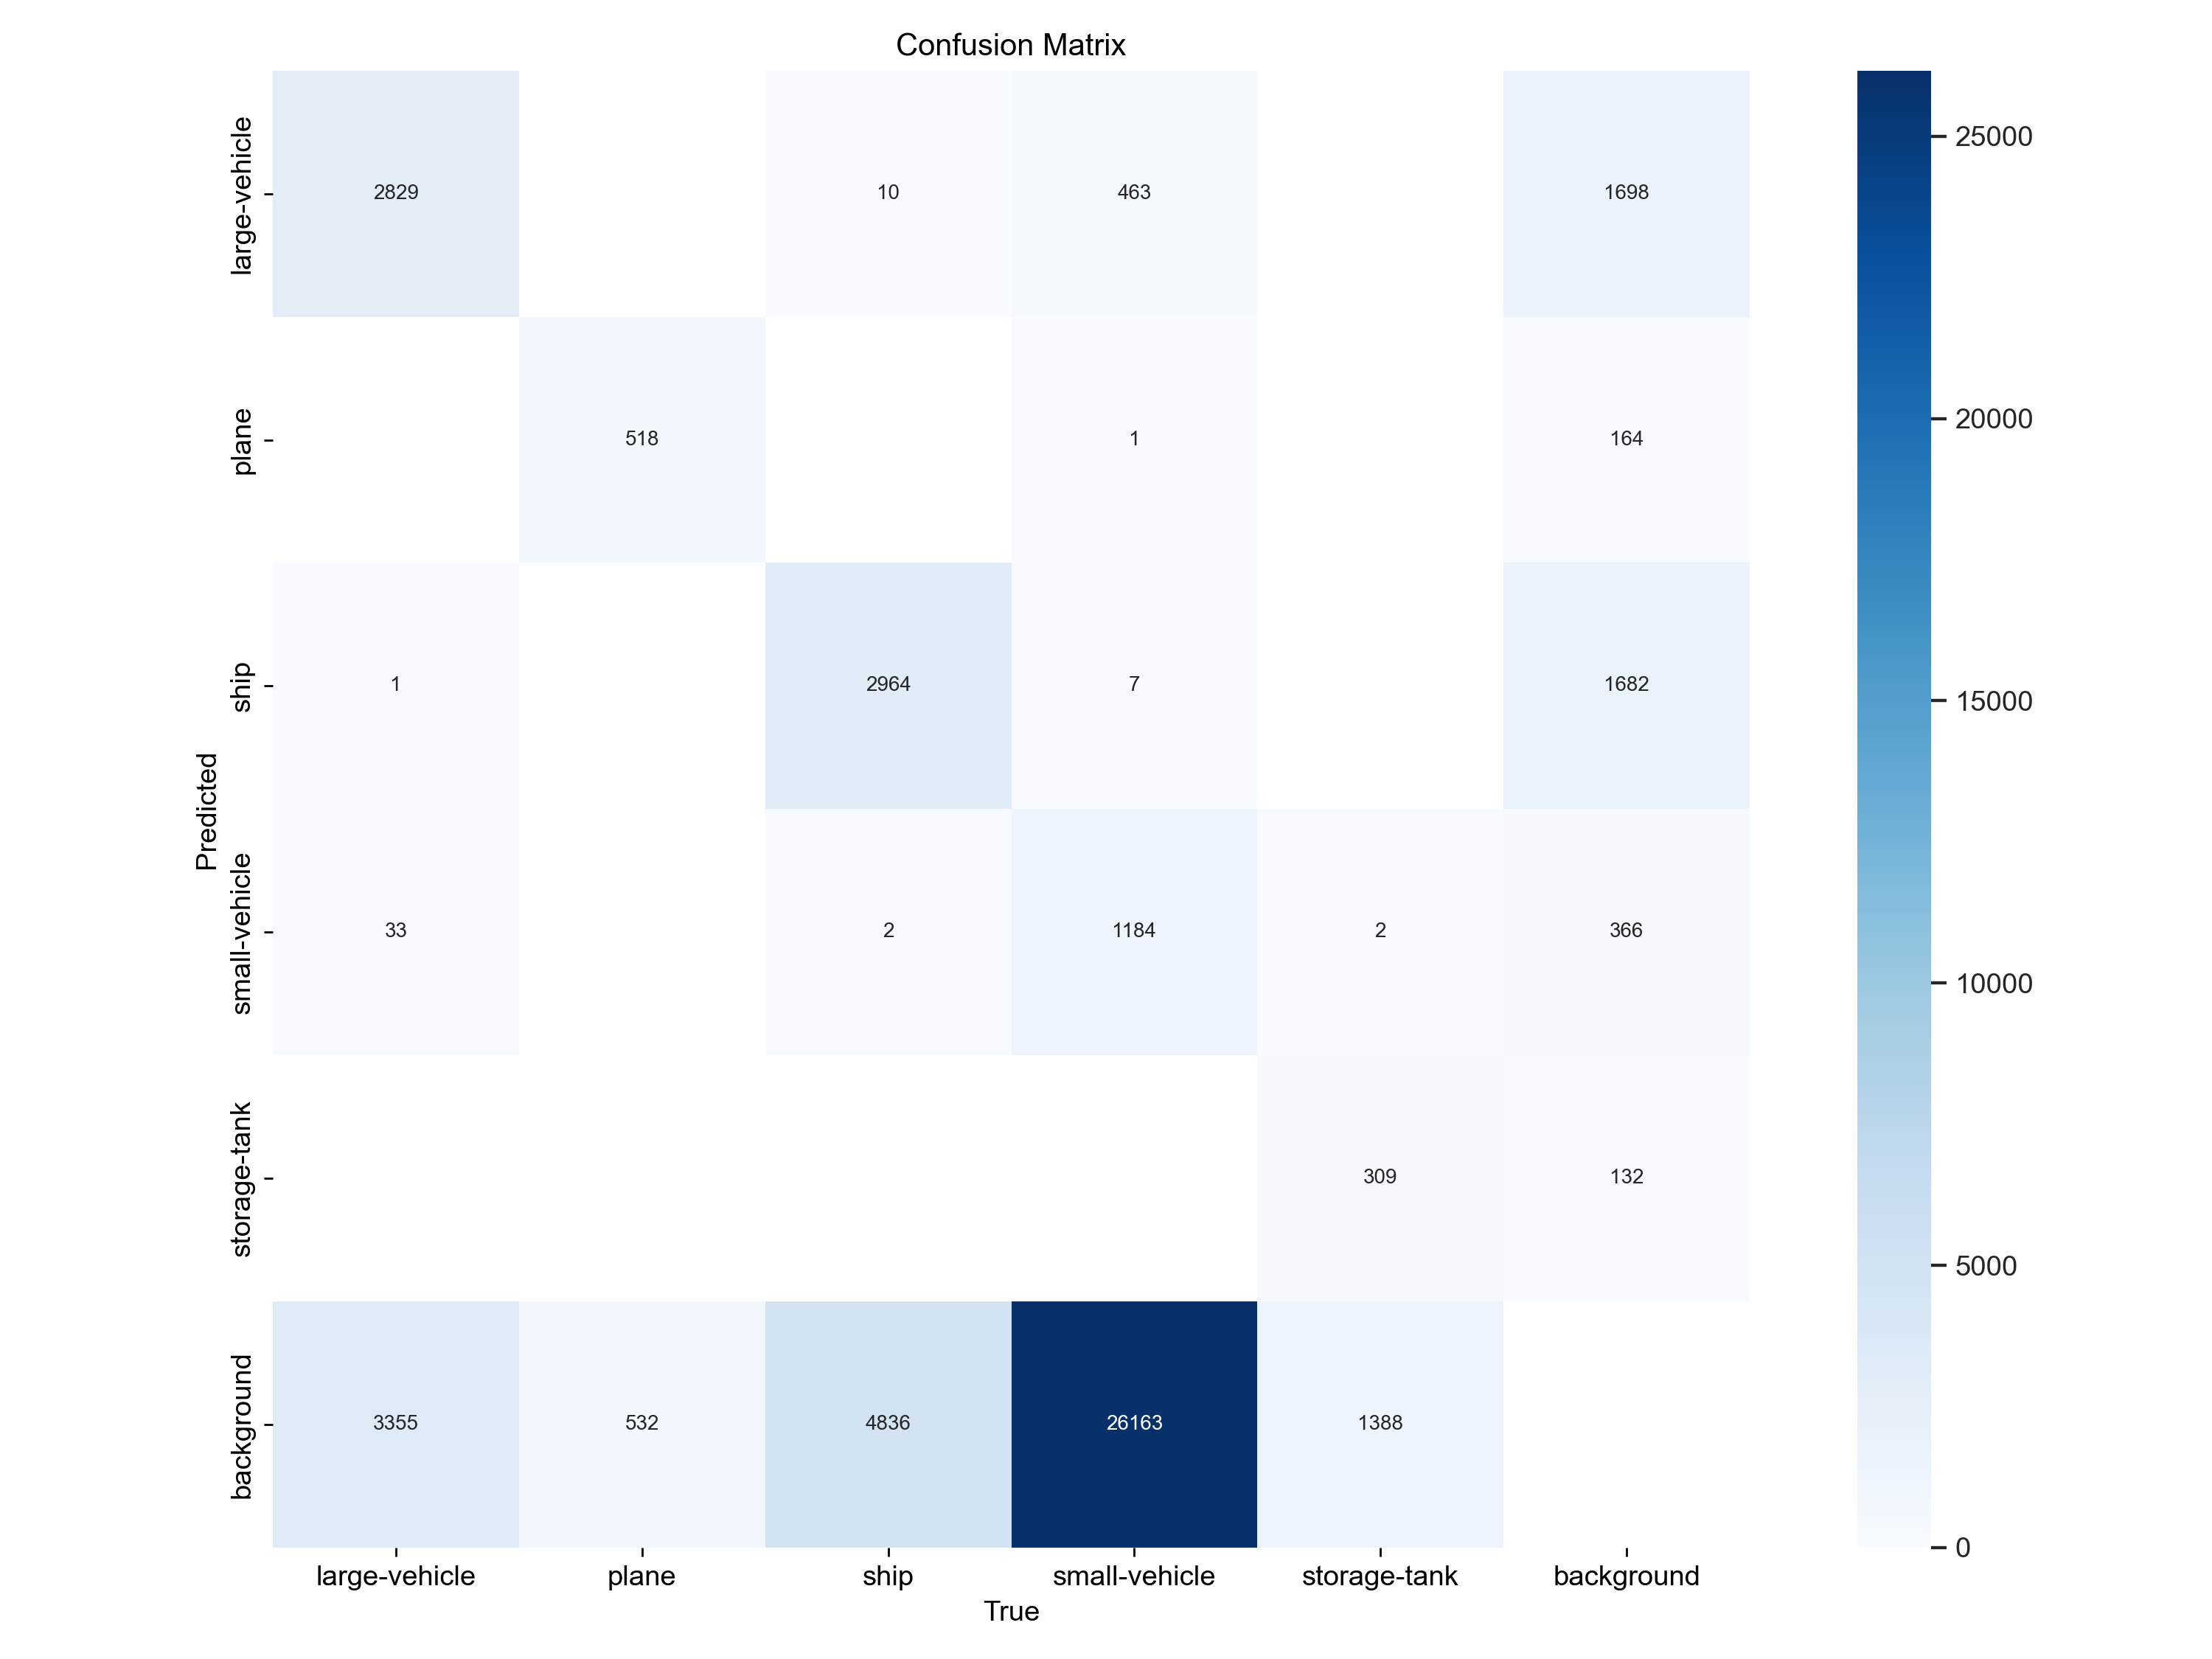 Confusion Matrix
large-vehicle
2829
10
463
1698
plane
518
1
164
ship
1
2964
7
1682
small-vehicle
33
2
1184
2
366
storage-tank
309
132
background
3355
532
4836
26163
1388
Predicted
large-vehicle
plane
ship
small-vehicle
storage-tank
background
True
25000
20000
15000
10000
5000
0